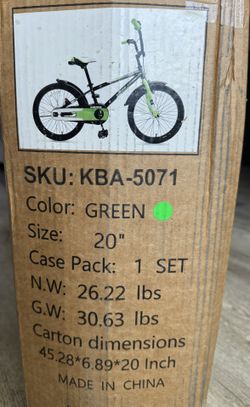 SKU: KBA-5071
Color: GREEN
Size: 20"
Case Pack: 1 SET
N.W: 26.22 lbs
G.W: 30.63 lbs
Carton dimensions
45.28*6.89*20 Inch
MADE IN CHINA